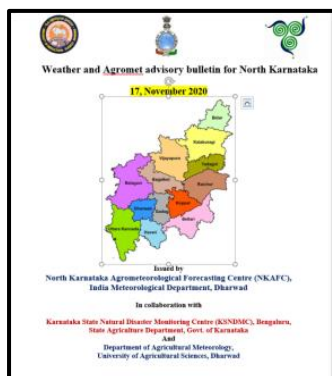 Weather and Agromet advisory bulletin for North Karnataka
17, November 2020
Bidar
Kalaburagi
Vijayapura
Yadagiri
Belagavi
Bagalkot
Raichur
Dharwad
Gadag
Koppal
Uttara Kannada
Haveri
Ballari
Issued by
North Karnataka Agrometeorological Forecasting Centre (NKAFC),
India Meteorological Department, Dharwad
In collaboration with
Karnataka State Natural Disaster Monitoring Centre (KSNDMC), Bengaluru,
State Agriculture Department, Govt. of Karnataka
And
Department of Agricultural Meteorology,
University of Agricultural Sciences, Dharwad